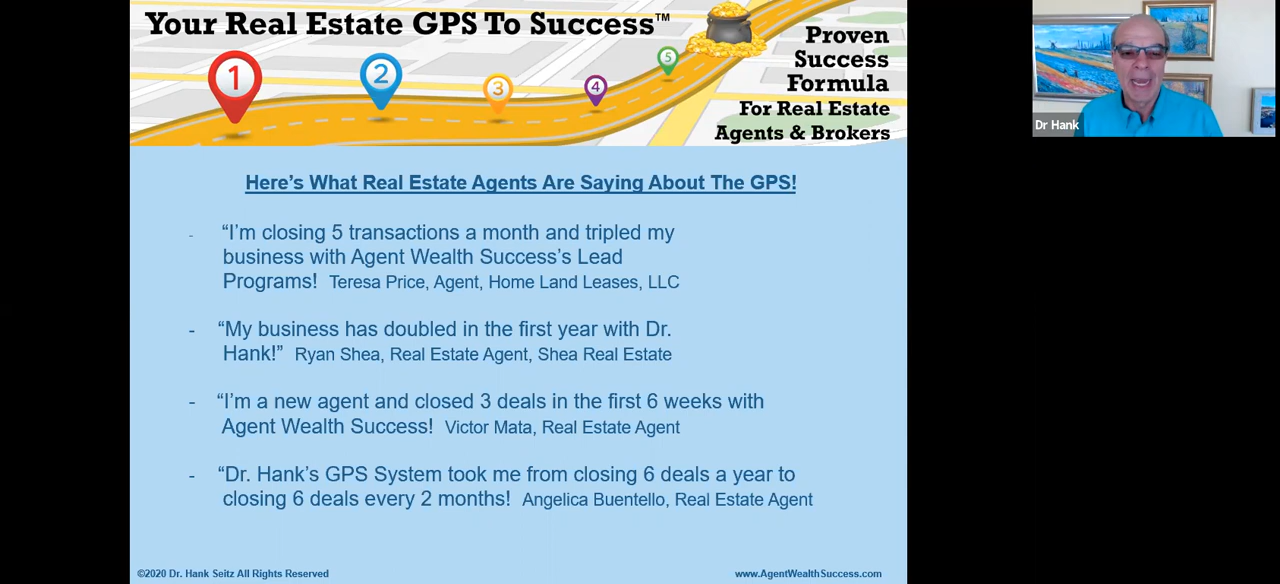 Your Real Estate GPS To Success™
1
2
3
4
5
Proven
Success
Formula
For Real Estate
Agents & Brokers
Dr Hank
Here's What Real Estate Agents Are Saying About The GPS!
- “I'm closing 5 transactions a month and tripled my
business with Agent Wealth Success's Lead
Programs! Teresa Price, Agent, Home Land Leases, LLC
- “My business has doubled in the first year with Dr.
Hank!” Ryan Shea, Real Estate Agent, Shea Real Estate
- “I'm a new agent and closed 3 deals in the first 6 weeks with
Agent Wealth Success! Victor Mata, Real Estate Agent
- “Dr. Hank's GPS System took me from closing 6 deals a year to
closing 6 deals every 2 months! Angelica Buentello, Real Estate Agent
©2020 Dr. Hank Seitz All Rights Reserved
www.AgentWealthSuccess.com